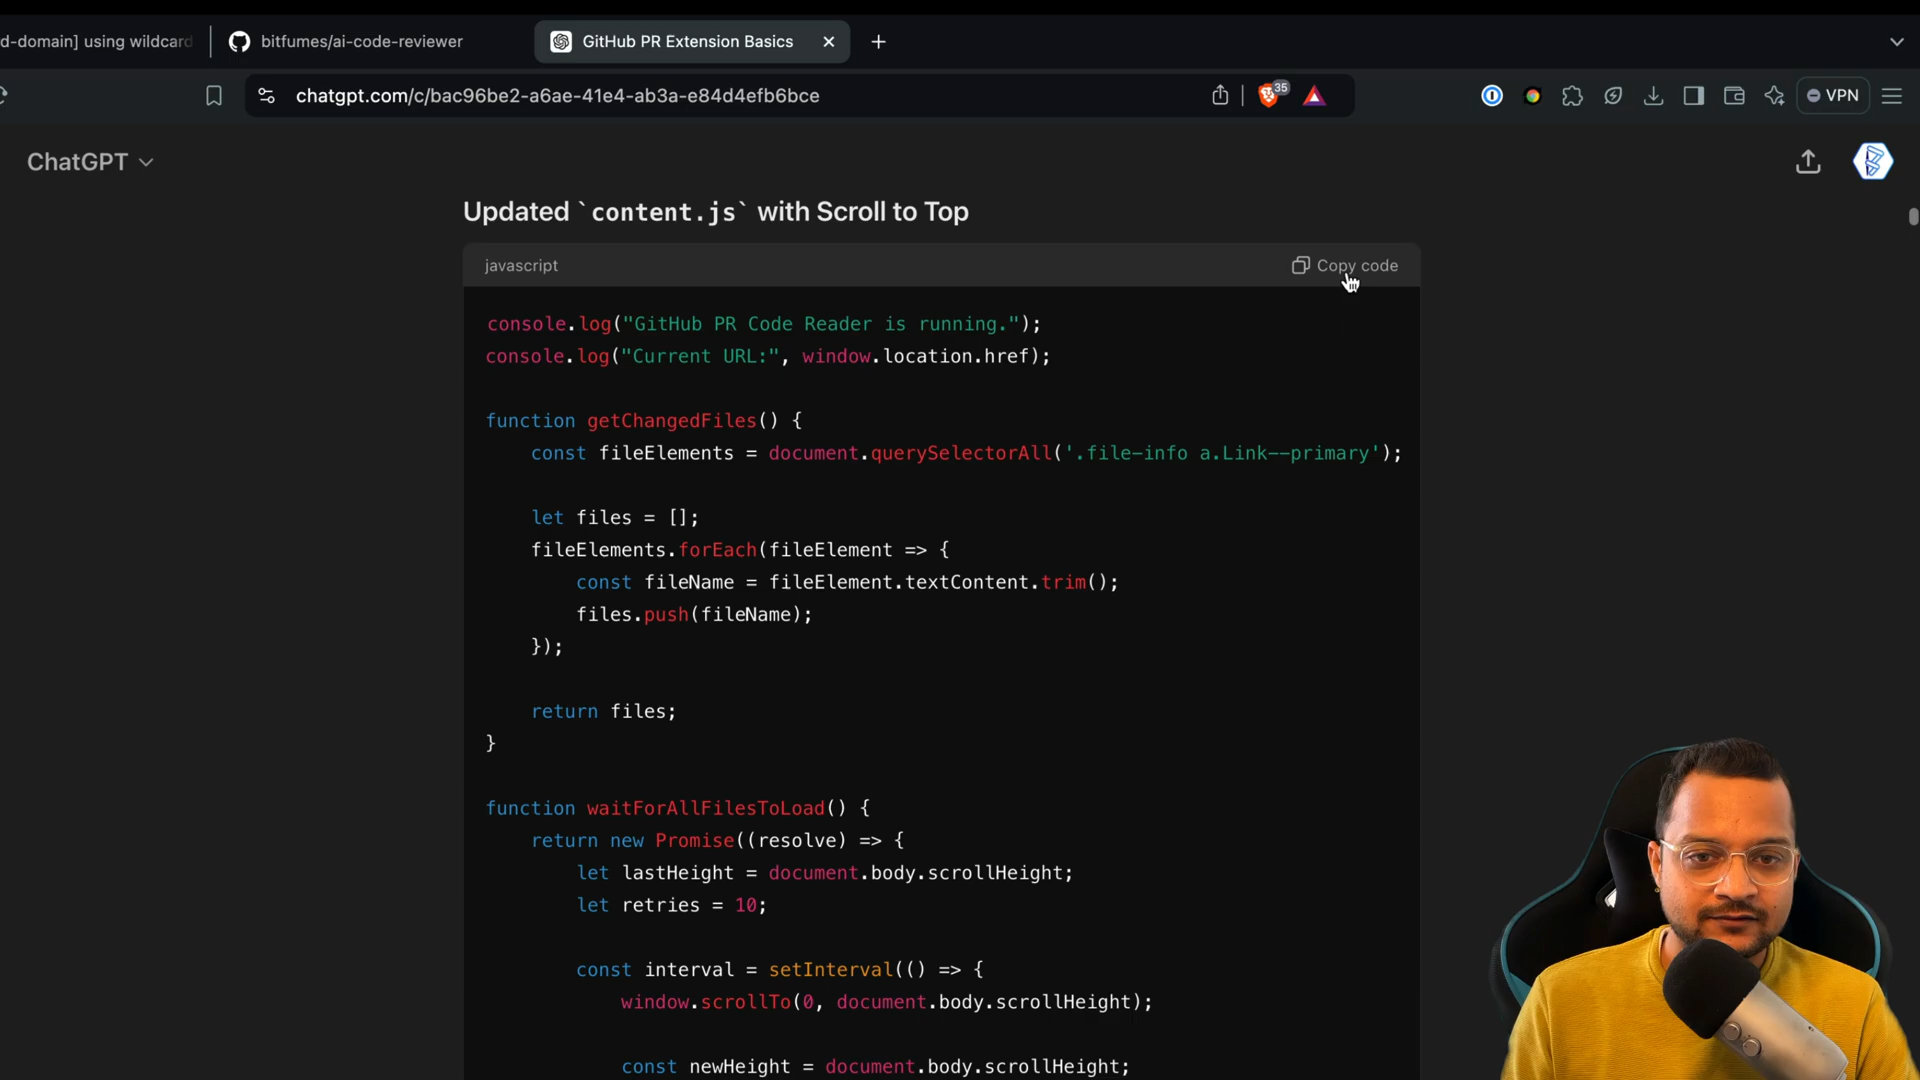 d-domain] using wildcard
bitfumes/ai-code-reviewer
GitHub PR Extension Basics
chatgpt.com/c/bac96be2-a6ae-41e4-ab3a-e84d4efb6bce
35
VPN
ChatGPT
Updated `content.js` with Scroll to Top
javascript
Copy code
console.log("GitHub PR Code Reader is running.");
console.log("Current URL:", window.location.href);
function getChangedFiles() {
const fileElements = document.querySelectorAll('.file-info a.Link--primary');
let files = [];
fileElements.forEach(fileElement => {
const fileName = fileElement.textContent.trim();
files.push(fileName);
});
return files;
}
function waitForAllFilesToLoad() {
return new Promise((resolve) => {
let lastHeight = document.body.scrollHeight;
let retries = 10;
const interval = setInterval(() => {
window.scrollTo(0, document.body.scrollHeight);
const newHeight = document.body.scrollHeight;